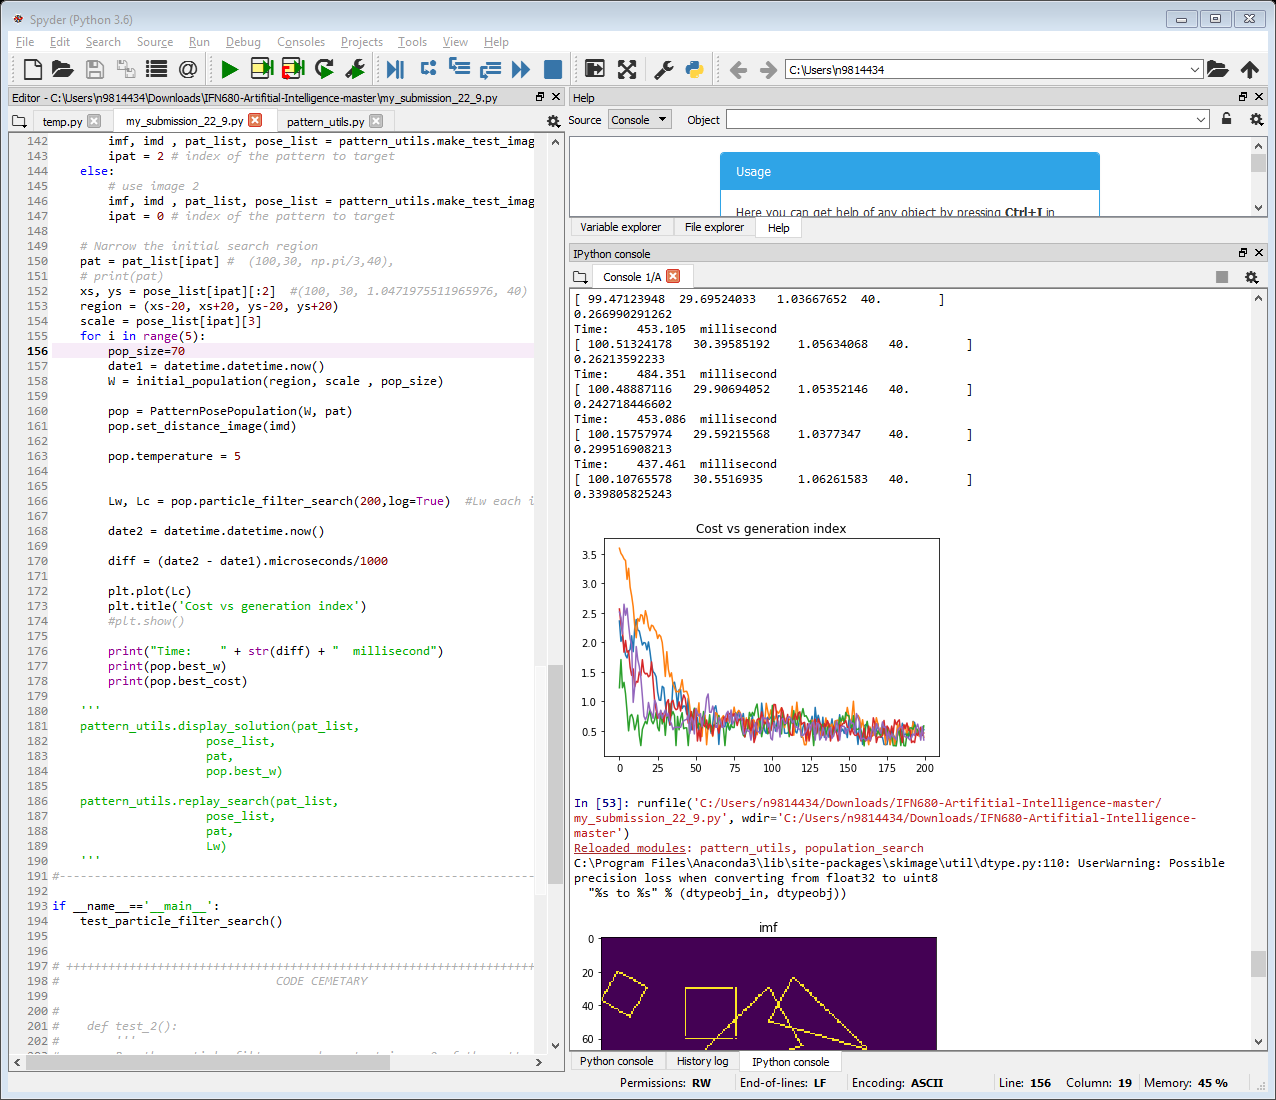 Spyder (Python 3.6)
File Edit Search Source Run Debug Consoles Projects Tools View Help
C:\Users\n9814434
Editor - C:\Users\n9814434\Downloads\IFN680-Artifitial-Intelligence-master\my_submission_22_9.py
temp.py my_submission_22_9.py pattern_utils.py
142 imf, imd , pat_list, pose_list = pattern_utils.make_test_imag
143 ipat = 2 # index of the pattern to target
144 else:
145 # use image 2
146 imf, imd , pat_list, pose_list = pattern_utils.make_test_imag
147 ipat = 0 # index of the pattern to target
148
149 # Narrow the initial search region
150 pat = pat_list[ipat] # (100,30, np.pi/3,40),
151 # print(pat)
152 xs, ys = pose_list[ipat][:2] #(100, 30, 1.0471975511965976, 40)
153 region = (xs-20, xs+20, ys-20, ys+20)
154 scale = pose_list[ipat][3]
155 for i in range(5):
156 pop_size=70
157 date1 = datetime.datetime.now()
158 W = initial_population(region, scale , pop_size)
159
160 pop = PatternPosePopulation(W, pat)
161 pop.set_distance_image(imd)
162
163 pop.temperature = 5
164
165
166 Lw, Lc = pop.particle_filter_search(200,log=True) #Lw each i
167
168 date2 = datetime.datetime.now()
169
170 diff = (date2 - date1).microseconds/1000
171
172 plt.plot(Lc)
173 plt.title('Cost vs generation index')
174 #plt.show()
175
176 print("Time: " + str(diff) + " millisecond")
177 print(pop.best_w)
178 print(pop.best_cost)
179
180 '''
181 pattern_utils.display_solution(pat_list,
182 pose_list,
183 pat,
184 pop.best_w)
185
186 pattern_utils.replay_search(pat_list,
187 pose_list,
188 pat,
189 Lw)
190 '''
191 #------------------------------------------------------------------
192
193 if __name__=='__main__':
194 test_particle_filter_search()
195
196
197 # +++++++++++++++++++++++++++++++++++++++++++++++++++++++++++++++++
198 # CODE CEMETARY
199
200 #
201 # def test_2():
202 # '''
Help
Source Console Object
Usage
Here you can get help of any object by pressing Ctrl+I in
Variable explorer File explorer Help
IPython console
Console 1/A
[ 99.47123948 29.69524033 1.03667652 40. ]
0.266990291262
Time: 453.105 millisecond
[ 100.51324178 30.39585192 1.05634068 40. ]
0.26213592233
Time: 484.351 millisecond
[ 100.48887116 29.90694052 1.05352146 40. ]
0.242718446602
Time: 453.086 millisecond
[ 100.15757974 29.59215568 1.0377347 40. ]
0.299516908213
Time: 437.461 millisecond
[ 100.10765578 30.5516935 1.06261583 40. ]
0.339805825243
Cost vs generation index
3.5
3.0
2.5
2.0
1.5
1.0
0.5
0 25 50 75 100 125 150 175 200
In [53]: runfile('C:/Users/n9814434/Downloads/IFN680-Artifitial-Intelligence-master/
my_submission_22_9.py', wdir='C:/Users/n9814434/Downloads/IFN680-Artifitial-Intelligence-
master')
Reloaded modules: pattern_utils, population_search
C:\Program Files\Anaconda3\lib\site-packages\skimage\util\dtype.py:110: UserWarning: Possible
precision loss when converting from float32 to uint8
"%s to %s" % (dtypeobj_in, dtypeobj))
imf
0
20
40
60
Python console History log IPython console
Permissions: RW End-of-lines: LF Encoding: ASCII Line: 156 Column: 19 Memory: 45 %